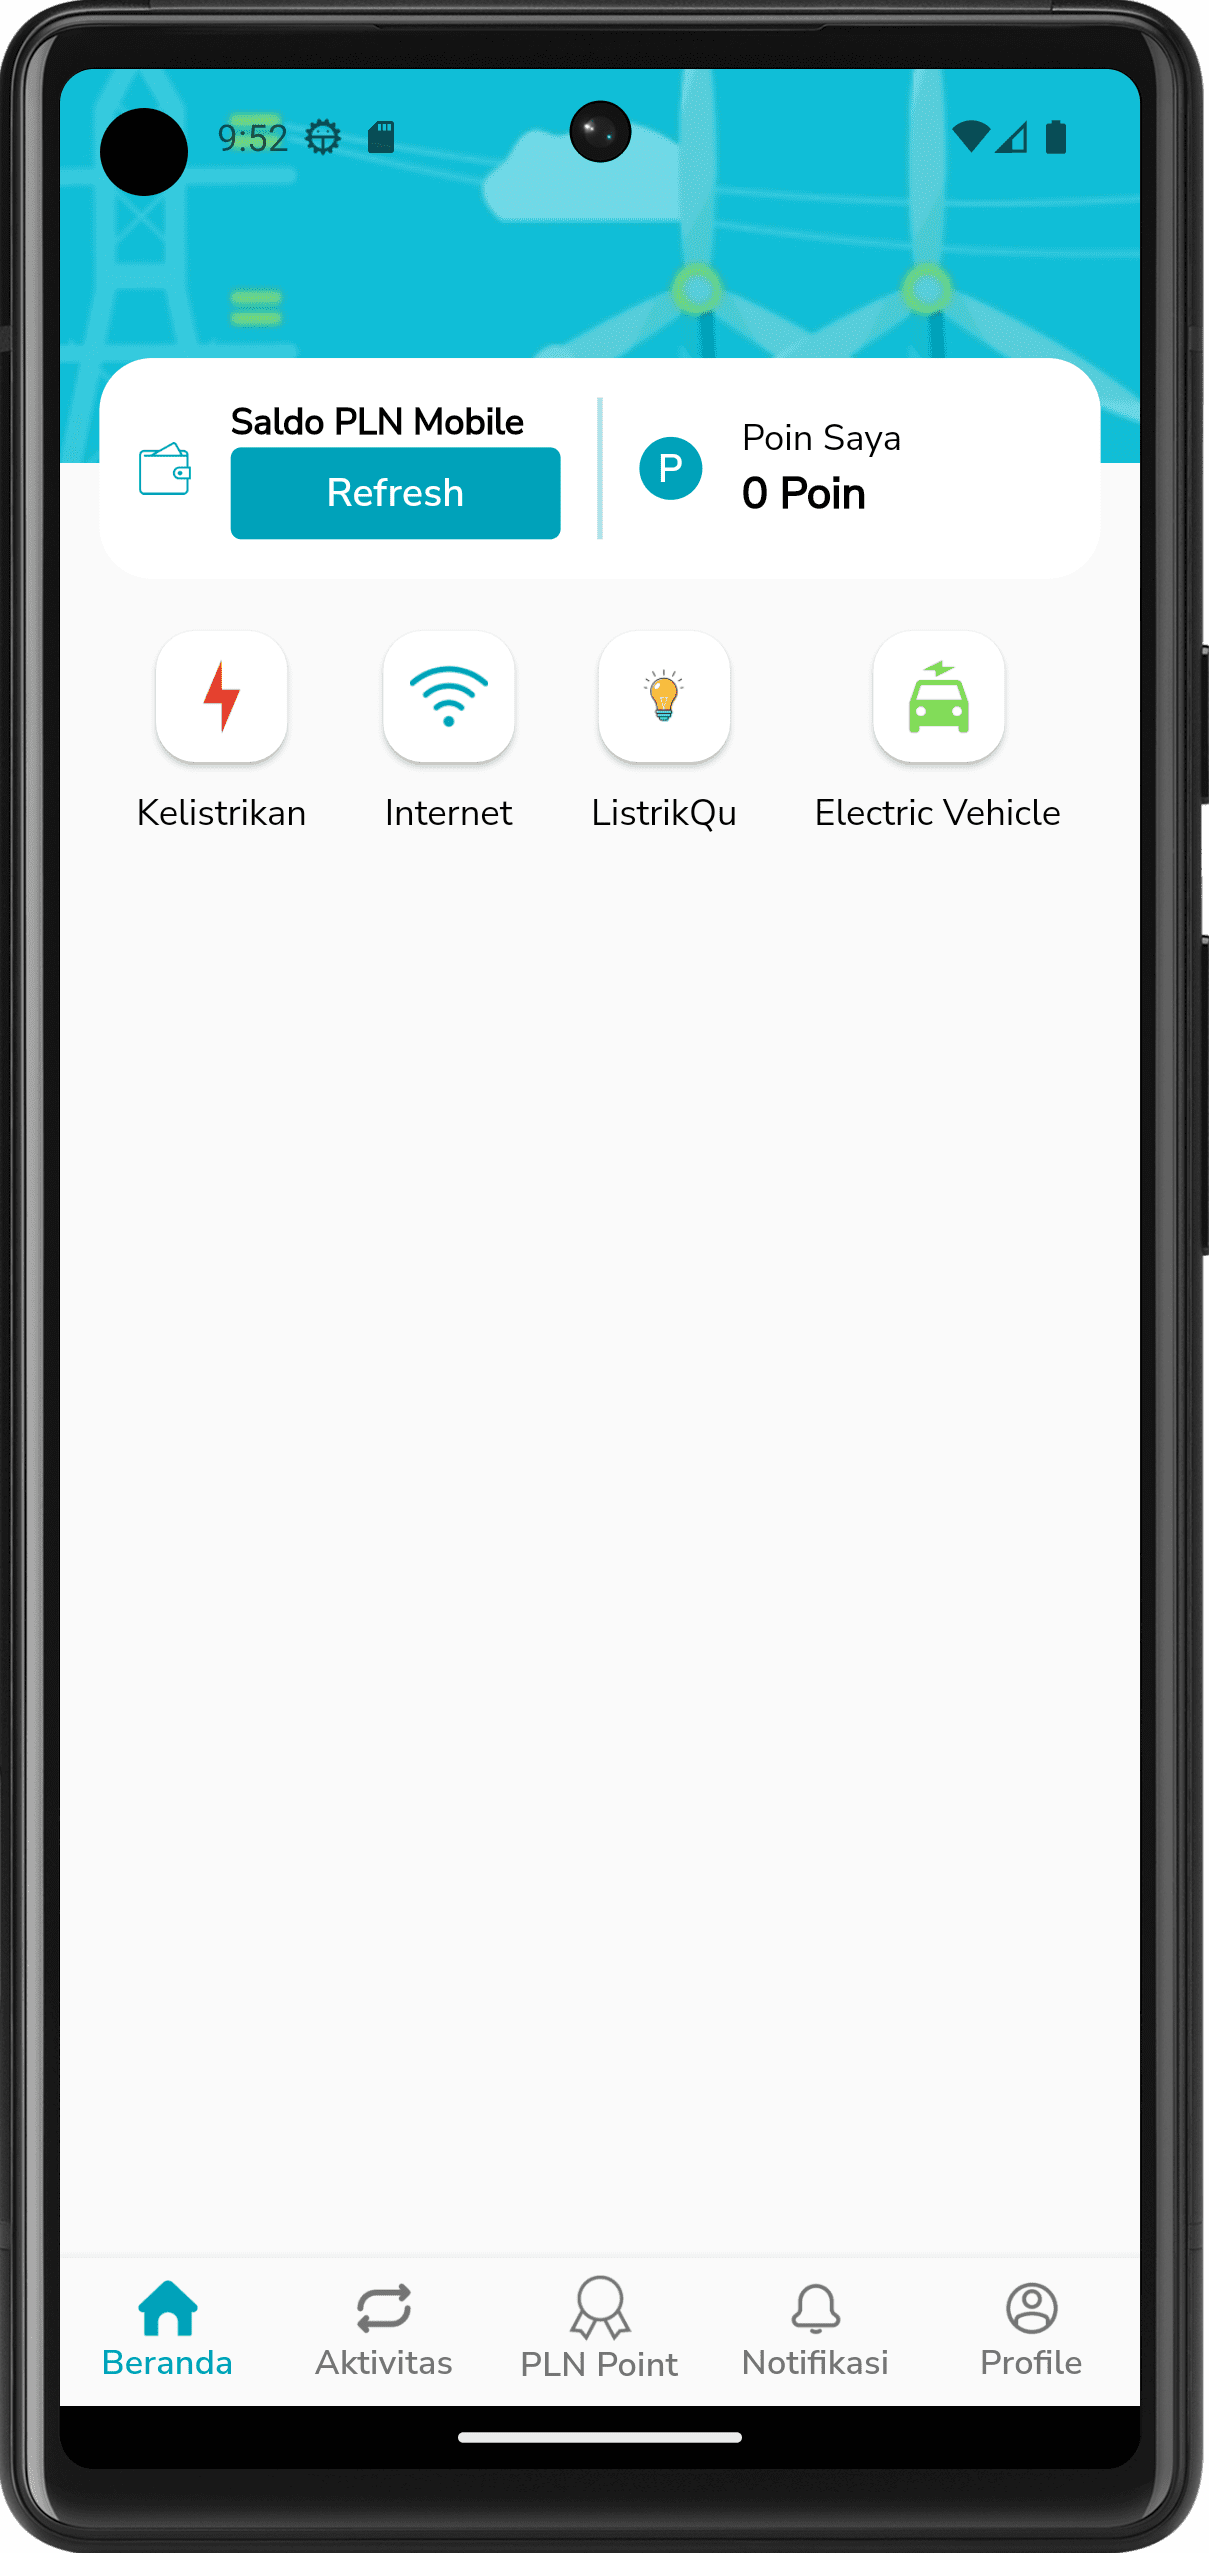 9:52
Saldo PLN Mobile
Refresh
P
Poin Saya
0 Poin
Kelistrikan
Internet
ListrikQu
Electric Vehicle
Beranda
Aktivitas
PLN Point
Notifikasi
Profile